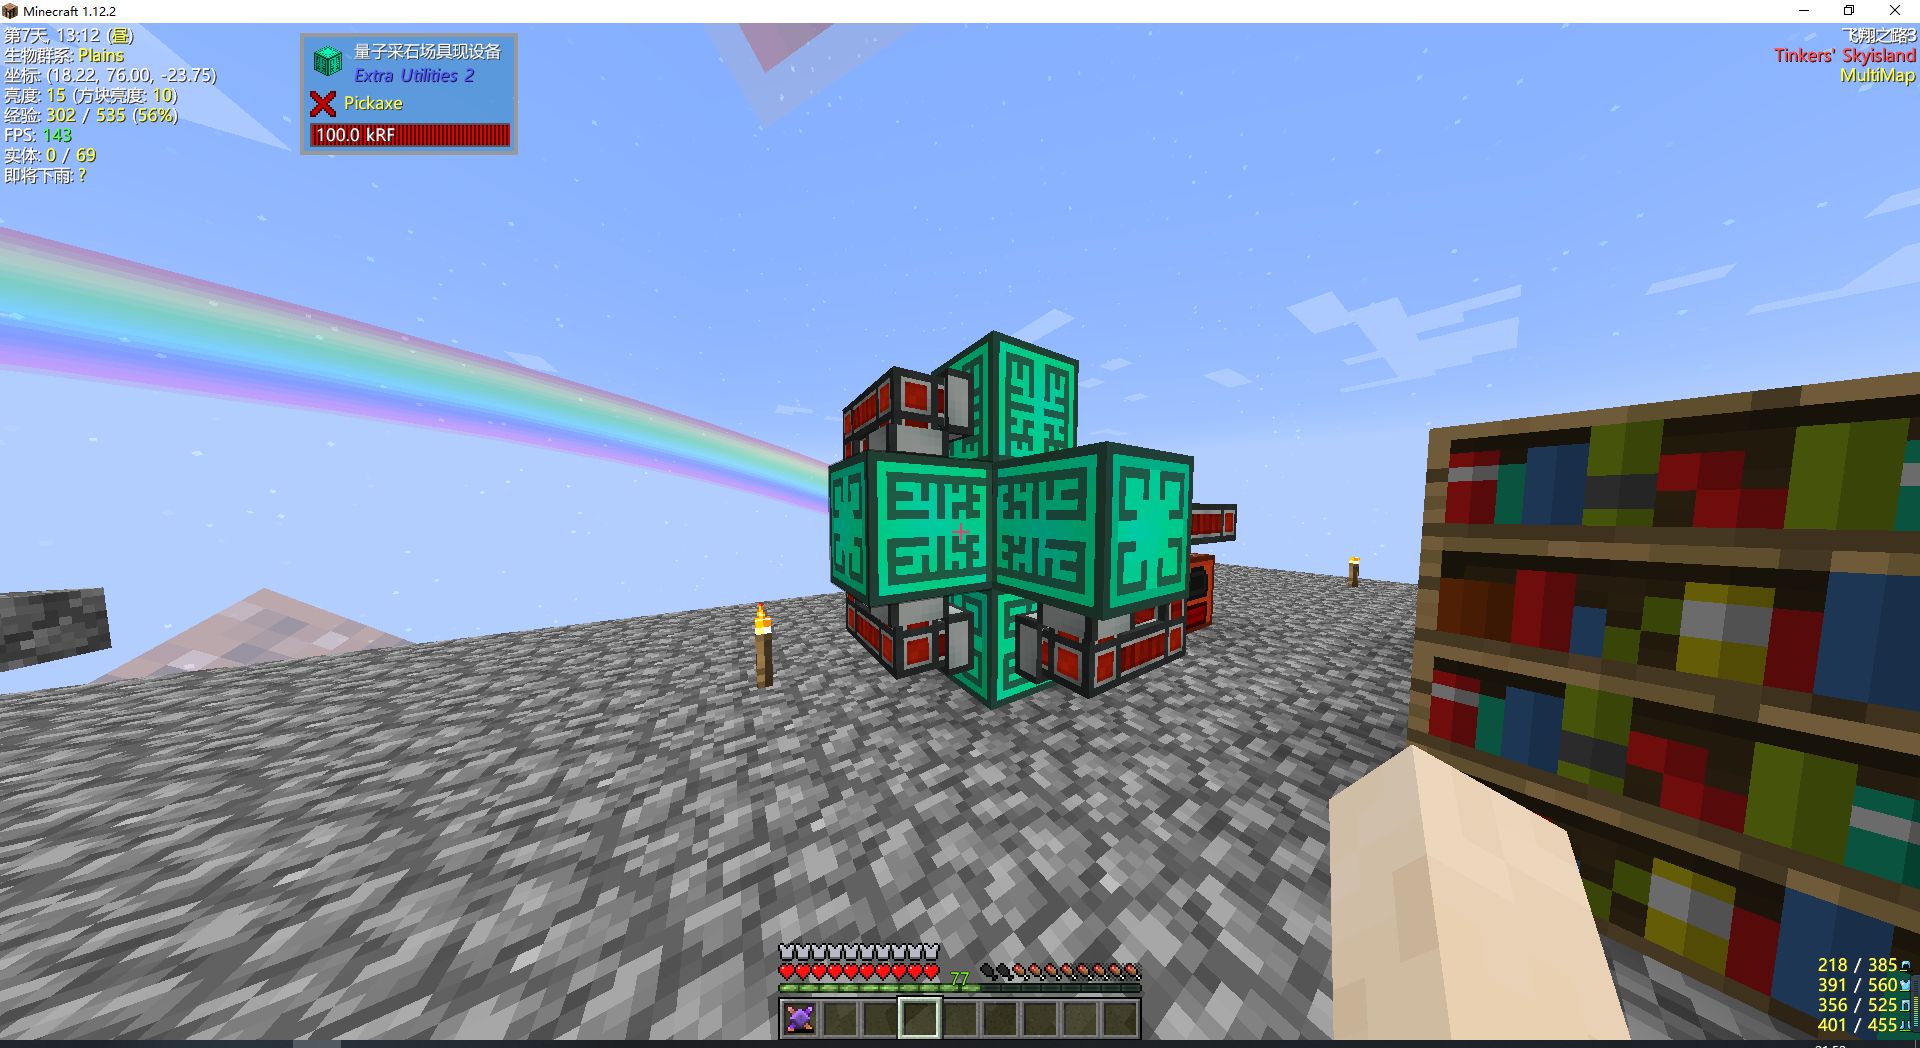 Minecraft 1.12.2
第7天, 13:12 (昼)
生物群系: Plains
坐标: (18.22, 76.00, -23.75)
亮度: 15 (方块亮度: 10)
经验: 302 / 535 (56%)
FPS: 143
实体: 0 / 69
即将下雨: ?
量子采石场具现设备
Extra Utilities 2
Pickaxe
100.0 kRF
飞翔之路3
Tinkers' Skyisland
MultiMap
77
218 / 385
391 / 560
356 / 525
401 / 455